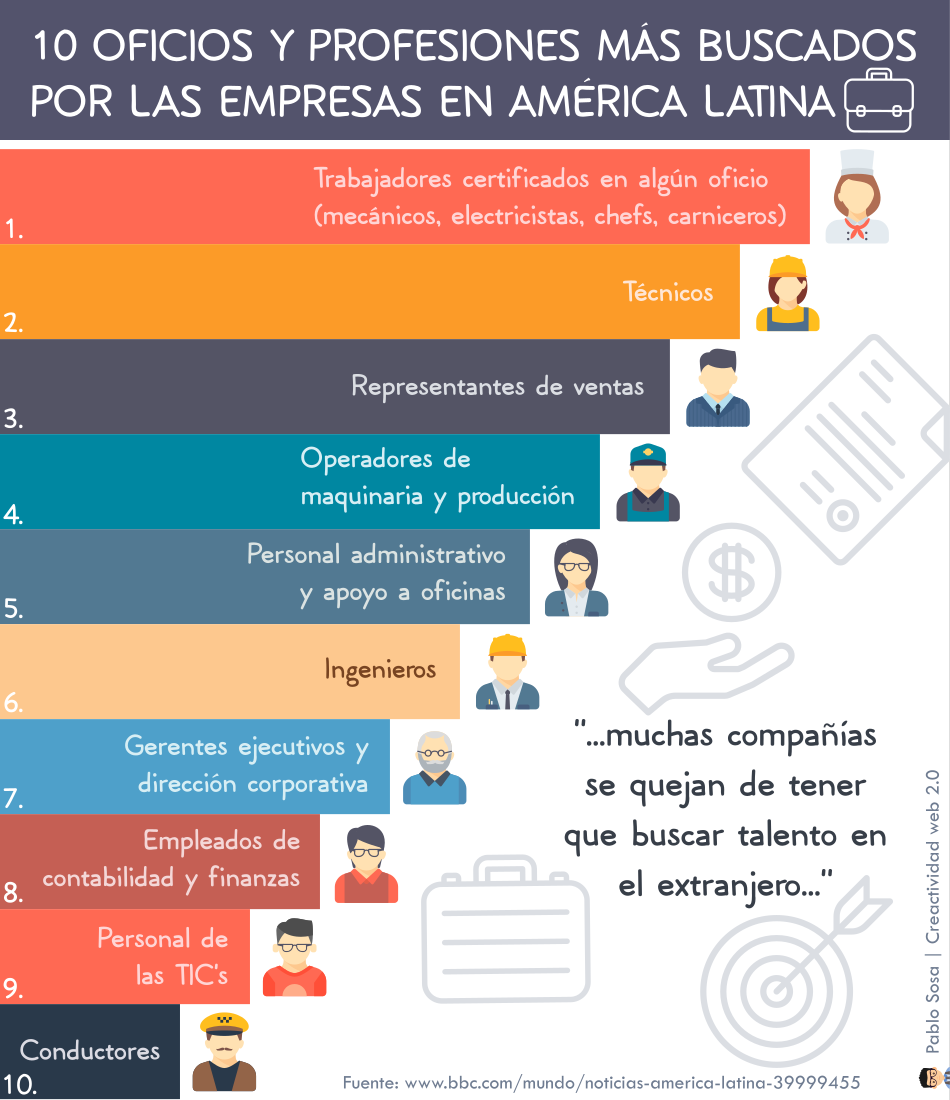 10 OFICIOS Y PROFESIONES MÁS BUSCADOS
POR LAS EMPRESAS EN AMÉRICA LATINA
1.
Trabajadores certificados en algún oficio
(mecánicos, electricistas, chefs, carniceros)
2.
Técnicos
3.
Representantes de ventas
4.
Operadores de
maquinaria y producción
5.
Personal administrativo
y apoyo a oficinas
6.
Ingenieros
7.
Gerentes ejecutivos y
dirección corporativa
8.
Empleados de
contabilidad y finanzas
9.
Personal de
las TIC's
10.
Conductores
"...muchas compañías
se quejan de tener
que buscar talento en
el extranjero..."
Fuente: www.bbc.com/mundo/noticias-america-latina-39999455
Pablo Sosa | Creactividad web 2.0